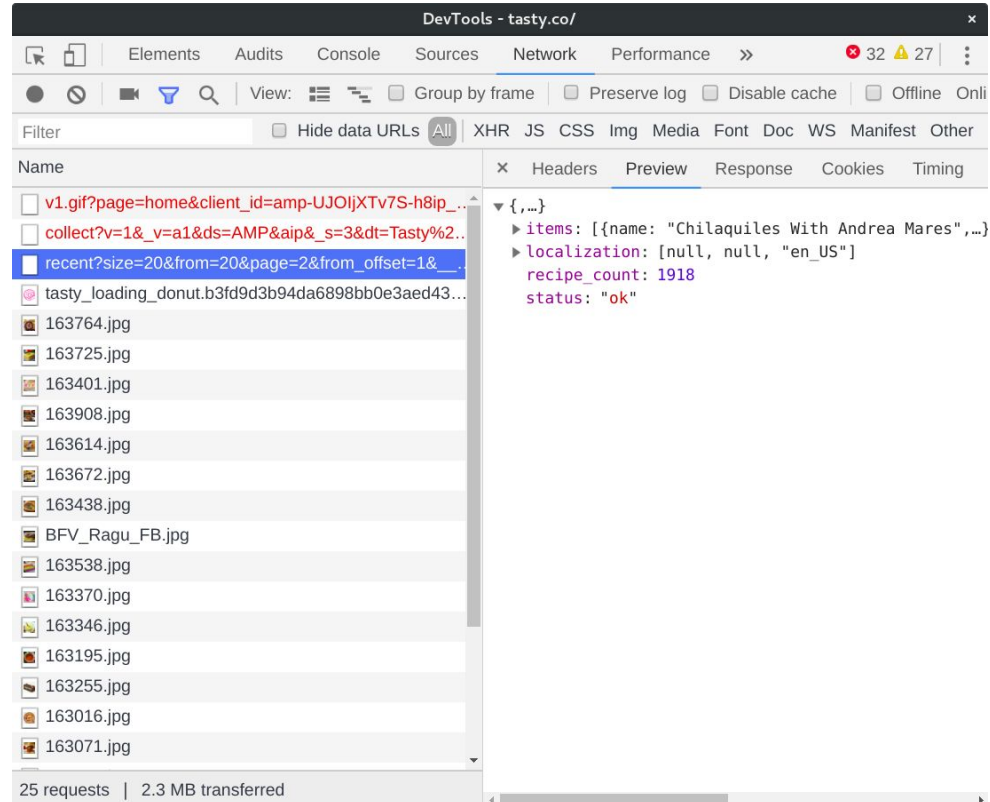 DevTools - tasty.co/ ×
Elements Audits Console Sources Network Performance » 32 27
View: Group by frame Preserve log Disable cache Offline Onli
Filter Hide data URLs All XHR JS CSS Img Media Font Doc WS Manifest Other
Name
× Headers Preview Response Cookies Timing
v1.gif?page=home&client_id=amp-UJOIjXTv7S-h8ip_...
collect?v=1&_v=a1&ds=AMP&aip&_s=3&dt=Tasty%2...
recent?size=20&from=20&page=2&from_offset=1&__...
tasty_loading_donut.b3fd9d3b94da6898bb0e3aed43...
163764.jpg
163725.jpg
163401.jpg
163908.jpg
163614.jpg
163672.jpg
163438.jpg
BFV_Ragu_FB.jpg
163538.jpg
163370.jpg
163346.jpg
163195.jpg
163255.jpg
163016.jpg
163071.jpg
25 requests | 2.3 MB transferred
▼{,…}
▶items: [{name: "Chilaquiles With Andrea Mares",…}
▶localization: [null, null, "en_US"]
recipe_count: 1918
status: "ok"